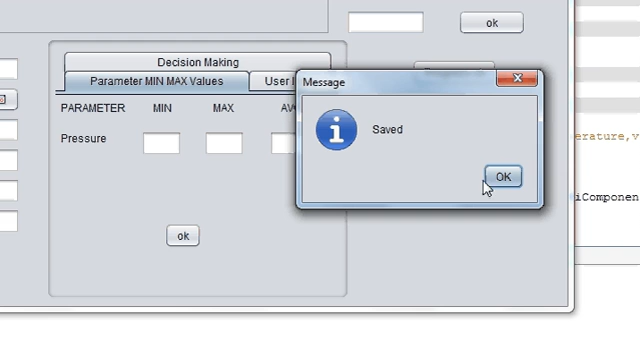 ok
Decision Making
Parameter MIN MAX Values
User I
Message
PARAMETER MIN MAX AV
Saved
Pressure
OK
ok
erature,v
iComponen